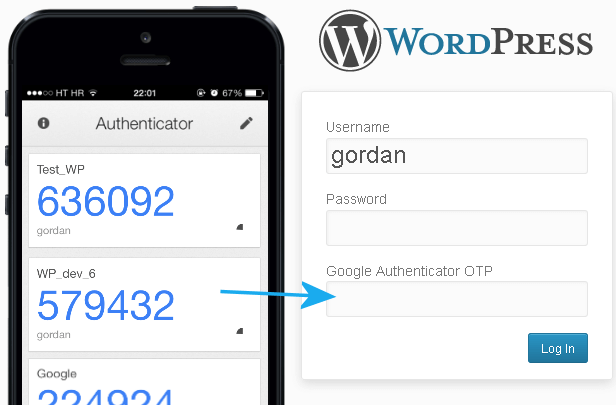 HT HR 22:01 67%
Authenticator
Test_WP
636092
gordan
WP_dev_6
579432
gordan
Google
224924
WORDPRESS
Username
gordan
Password
Google Authenticator OTP
Log In